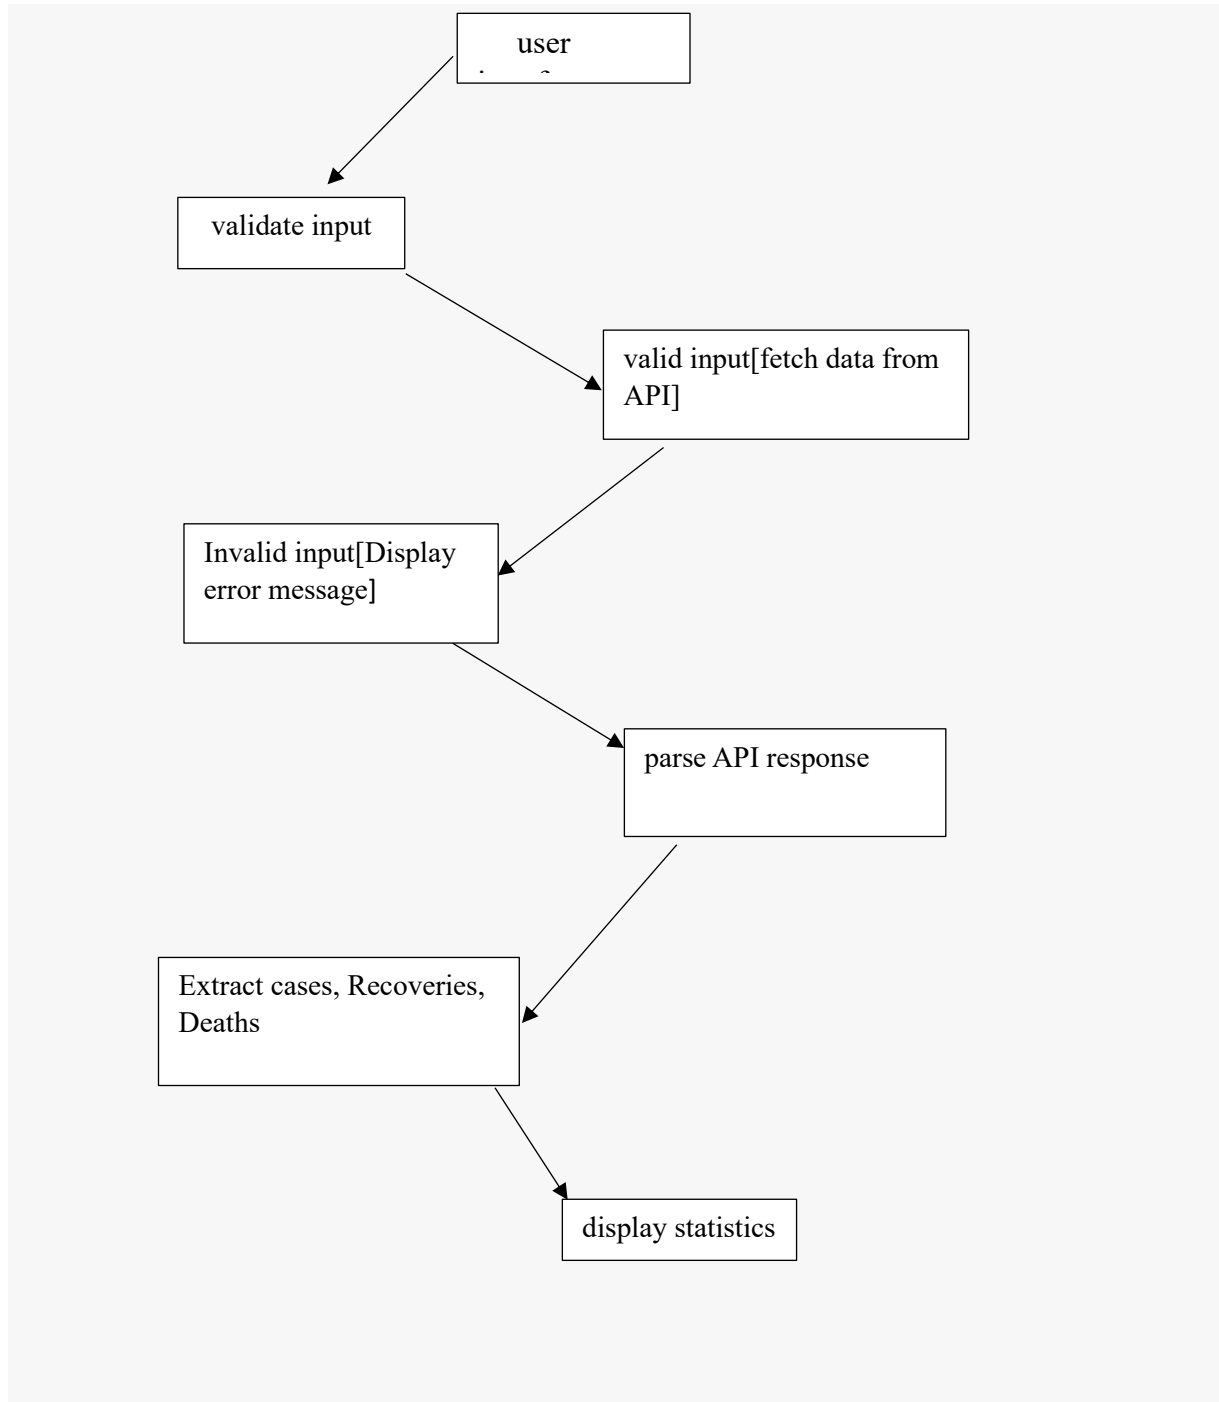 user
validate input
valid input[fetch data from
API]
Invalid input[Display
error message]
parse API response
Extract cases, Recoveries,
Deaths
display statistics